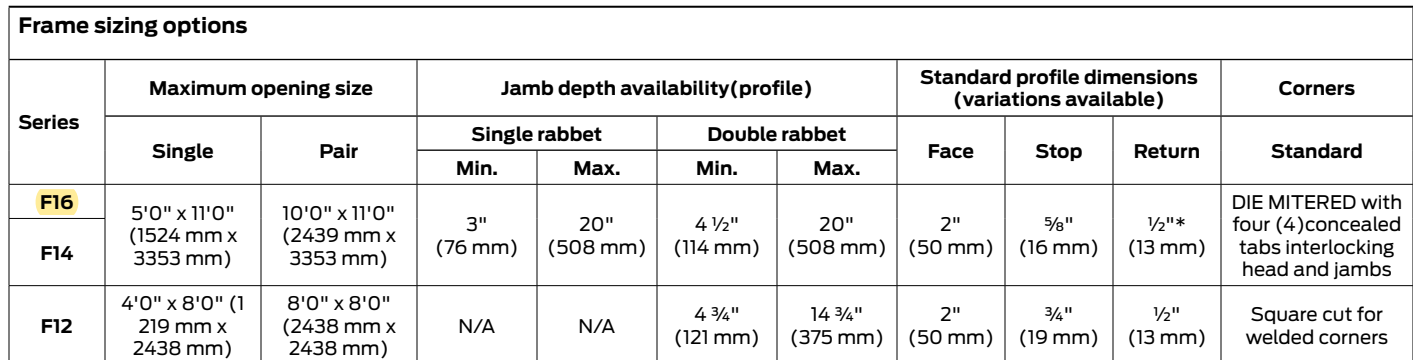 Frame sizing options
Series
Maximum opening size
Jamb depth availability(profile)
Standard profile dimensions
(variations available)
Corners
Single
Pair
Single rabbet
Double rabbet
Face
Stop
Return
Standard
Min.
Max.
Min.
Max.
F16
F14
5'0" x 11'0"
(1524 mm x
3353 mm)
10'0" x 11'0"
(2439 mm x
3353 mm)
3"
(76 mm)
20"
(508 mm)
4 ½"
(114 mm)
20"
(508 mm)
2"
(50 mm)
⅝"
(16 mm)
½"*
(13 mm)
DIE MITERED with
four (4)concealed
tabs interlocking
head and jambs
F12
4'0" x 8'0" (1
219 mm x
2438 mm)
8'0" x 8'0"
(2438 mm x
2438 mm)
N/A
N/A
4 ¾"
(121 mm)
14 ¾"
(375 mm)
2"
(50 mm)
¾"
(19 mm)
½"
(13 mm)
Square cut for
welded corners